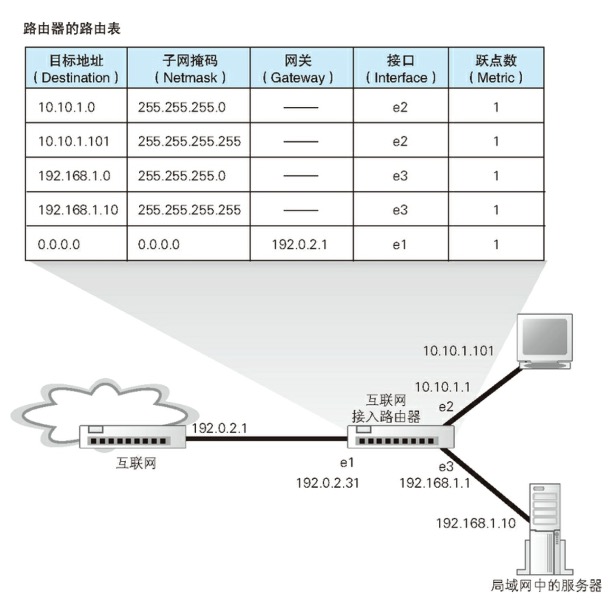 路由器的路由表
目标地址 子网掩码 网关 接口 跃点数
(Destination) (Netmask) (Gateway) (Interface) (Metric)
10.10.1.0 255.255.255.0 —— e2 1
10.10.1.101 255.255.255.255 —— e2 1
192.168.1.0 255.255.255.0 —— e3 1
192.168.1.10 255.255.255.255 —— e3 1
0.0.0.0 0.0.0.0 192.0.2.1 e1 1
10.10.1.101
10.10.1.1
互联网
接入路由器
e2
192.0.2.1
互联网
e1
e3
192.0.2.31
192.168.1.1
192.168.1.10
局域网中的服务器